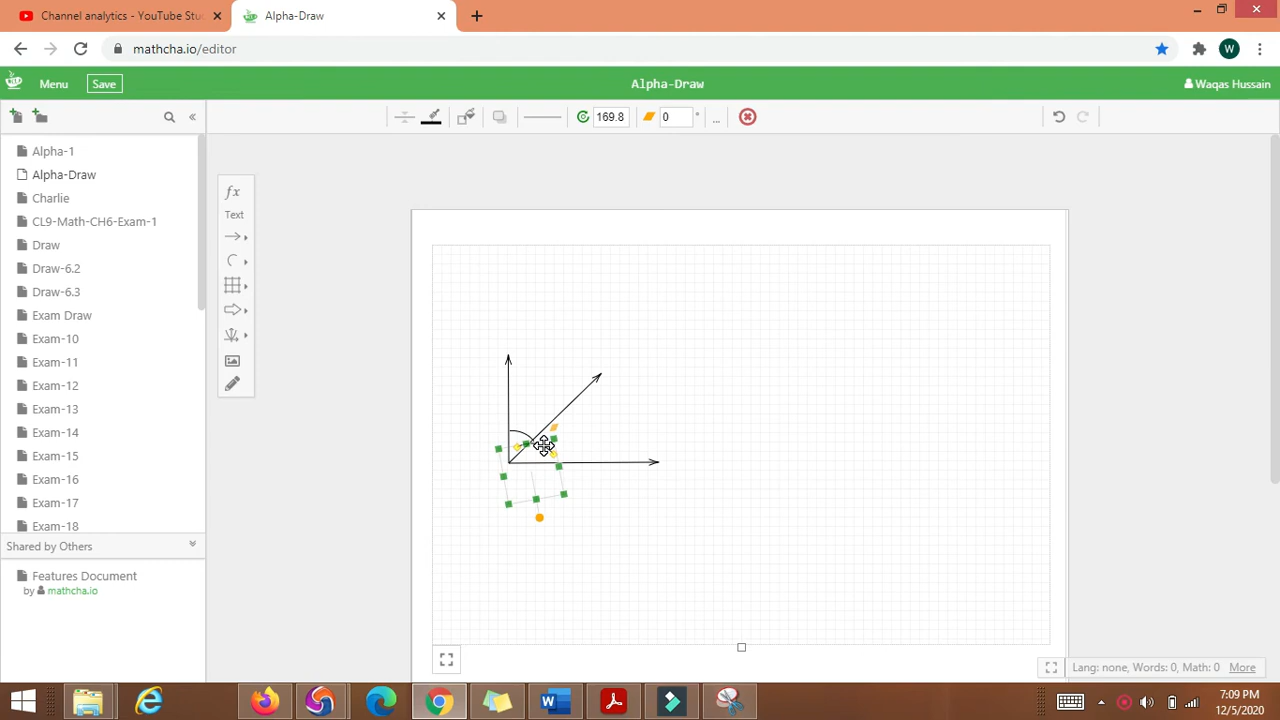 Channel analytics - YouTube Stu
Alpha-Draw
mathcha.io/editor
W
Menu
Save
Alpha-Draw
Waqas Hussain
169.8
0
°
...
Alpha-1
Alpha-Draw
Charlie
CL9-Math-CH6-Exam-1
Draw
Draw-6.2
Draw-6.3
Exam Draw
Exam-10
Exam-11
Exam-12
Exam-13
Exam-14
Exam-15
Exam-16
Exam-17
Exam-18
Shared by Others
Features Document
by mathcha.io
fx
Text
Lang: none, Words: 0, Math: 0 More
7:09 PM
12/5/2020